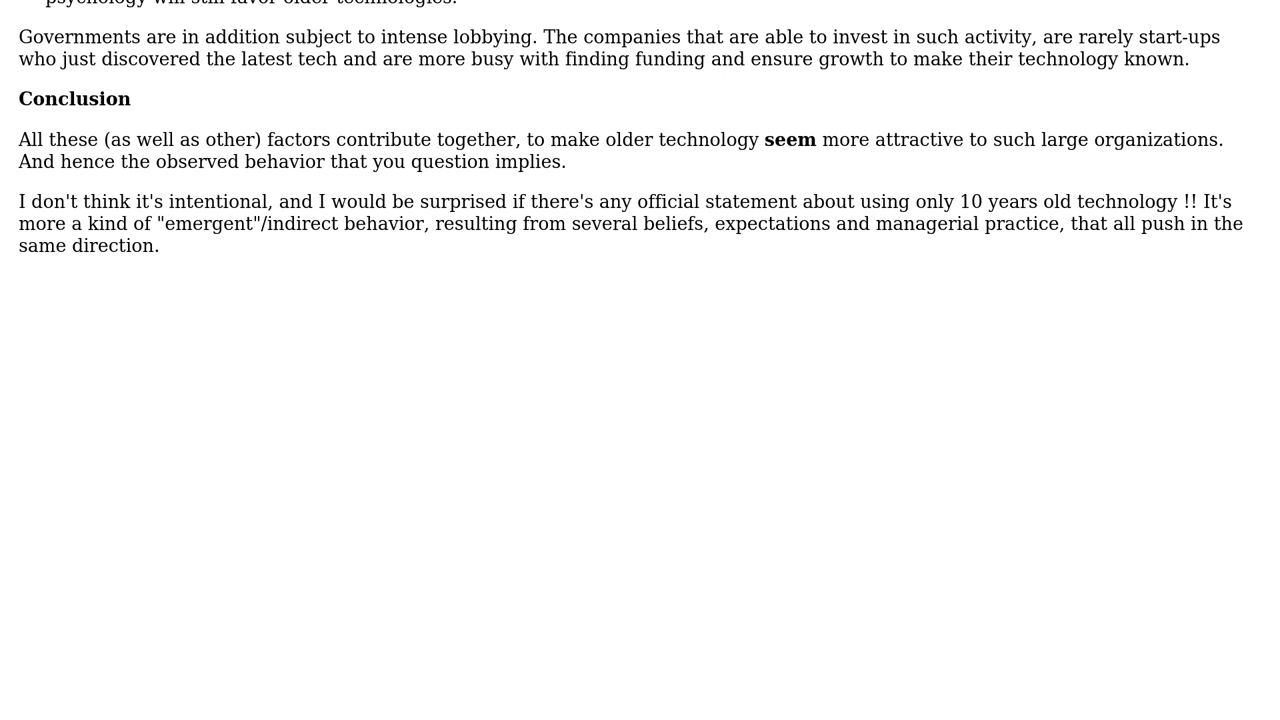 psychology will still favor older technologies.
Governments are in addition subject to intense lobbying. The companies that are able to invest in such activity, are rarely start-ups
who just discovered the latest tech and are more busy with finding funding and ensure growth to make their technology known.
Conclusion
All these (as well as other) factors contribute together, to make older technology seem more attractive to such large organizations.
And hence the observed behavior that you question implies.
I don't think it's intentional, and I would be surprised if there's any official statement about using only 10 years old technology !! It's
more a kind of "emergent"/indirect behavior, resulting from several beliefs, expectations and managerial practice, that all push in the
same direction.